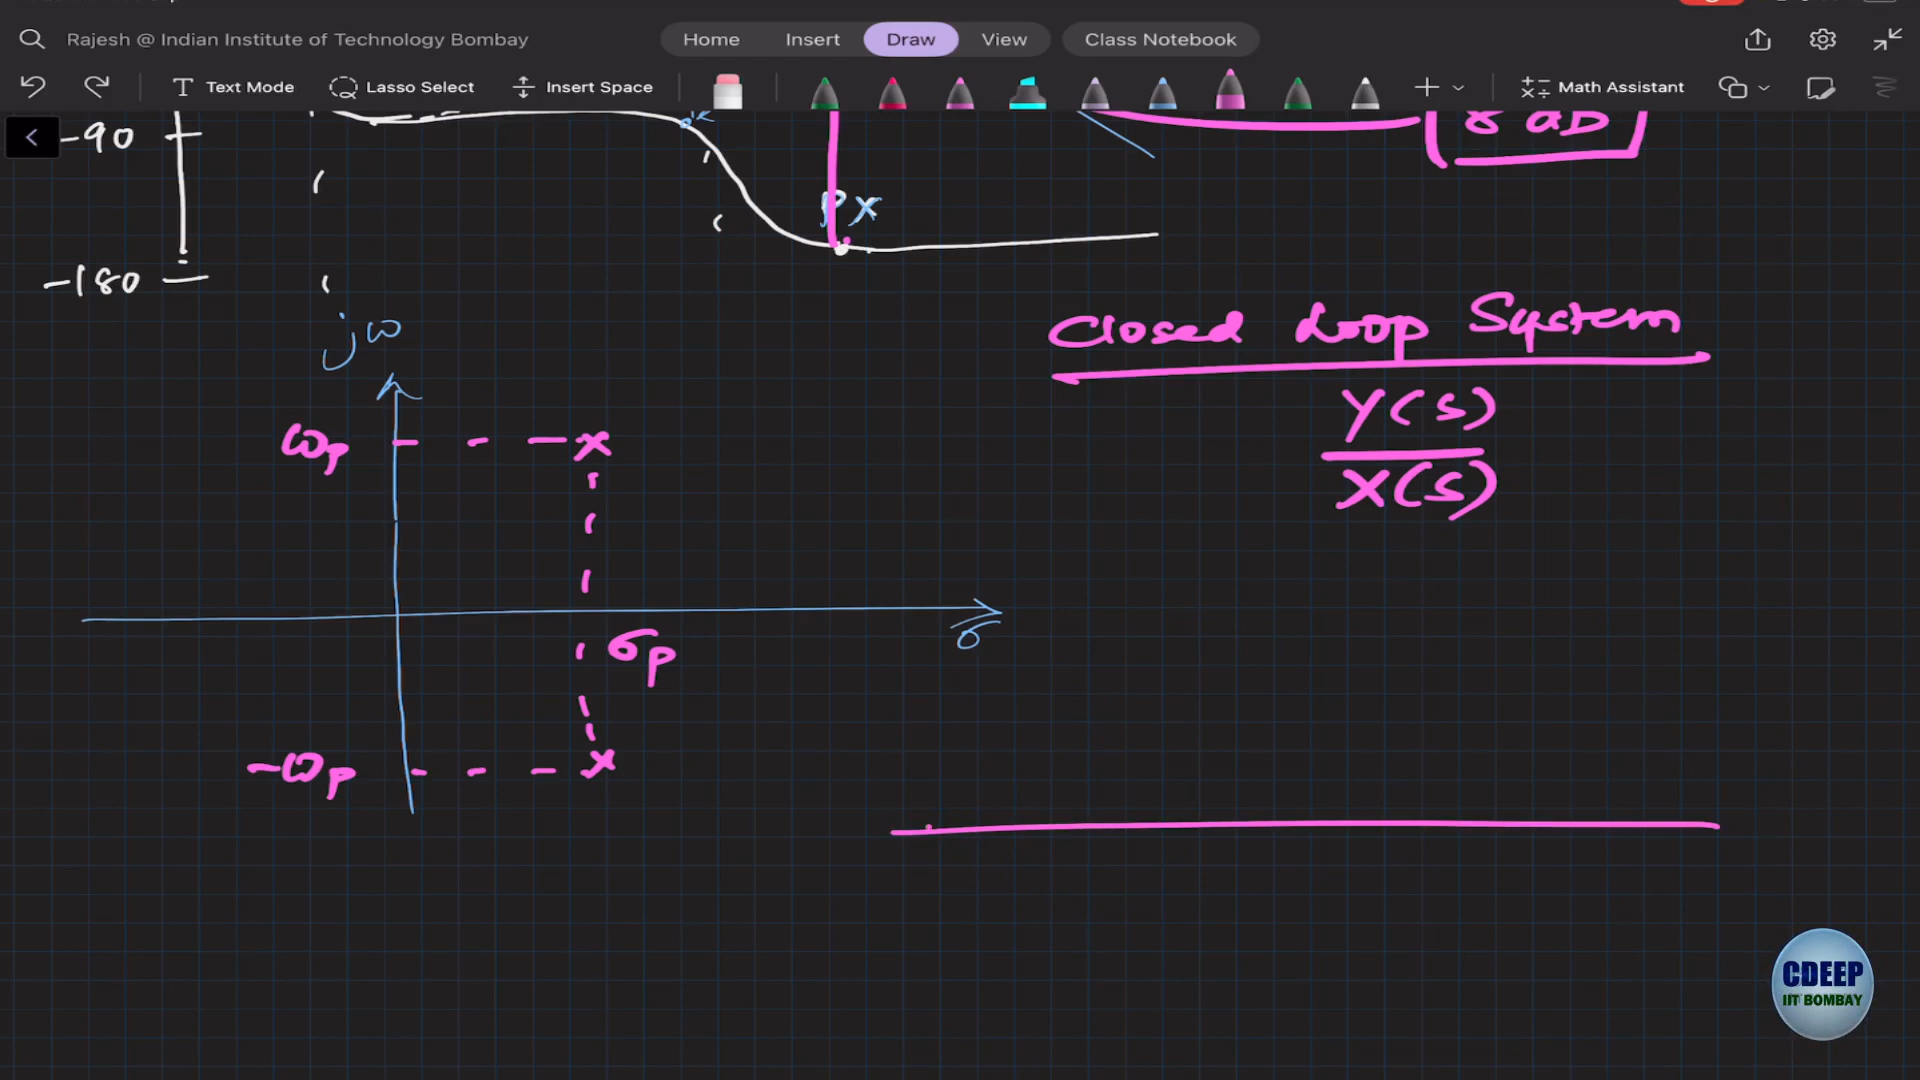 Rajesh @ Indian Institute of Technology Bombay
Home Insert Draw View Class Notebook
Text Mode Lasso Select Insert Space Math Assistant
-90
8 dB
PX
-180
jω
Closed Loop System
Y(s)
X(s)
ωp
σ
σp
-ωp
CDEEP
IIT BOMBAY